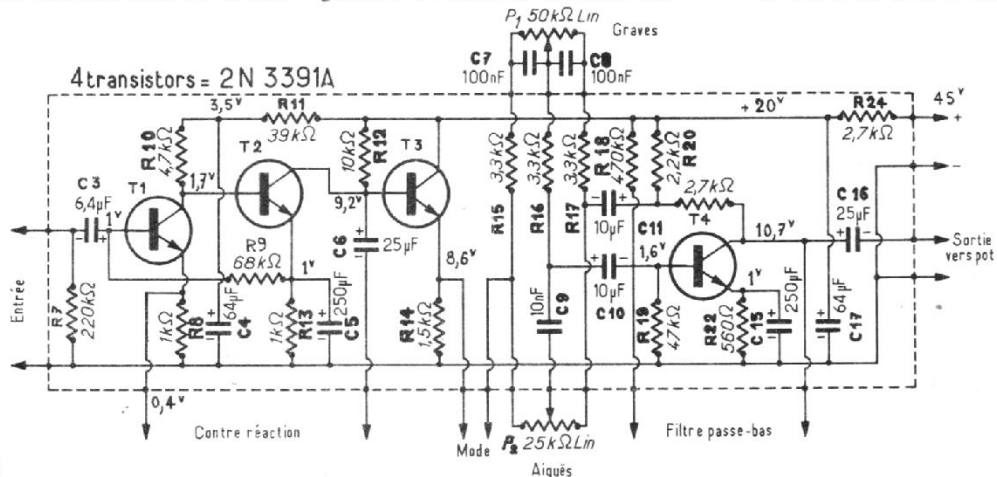 P1 50kΩ Lin
Graves
C7
100nF
C8
100nF
4 transistors = 2N 3391A
3,5v
R11
39kΩ
+20v
R24
2,7kΩ
45v
+
−
R10
4,7kΩ
T2
R12
10kΩ
T3
3,3kΩ
R15
3,3kΩ
R16
3,3kΩ
R17
R18
470kΩ
R20
2,2kΩ
2,7kΩ
C3
6,4µF
T1
1v
1,7v
9,2v
C6
25µF
8,6v
10µF
C11
T4
10,7v
C16
25µF
Sortie
vers pot
R9
68kΩ
1v
1,6v
1v
Entrée
R7
220kΩ
1kΩ
R8
64µF
C4
1kΩ
R13
250µF
C5
R14
1,5kΩ
10nF
C9
10µF
C10
R19
47kΩ
R22
560Ω
C15
250µF
64µF
C17
0,4v
Contre réaction
Mode
P2 25kΩ Lin
Aiguës
Filtre passe-bas